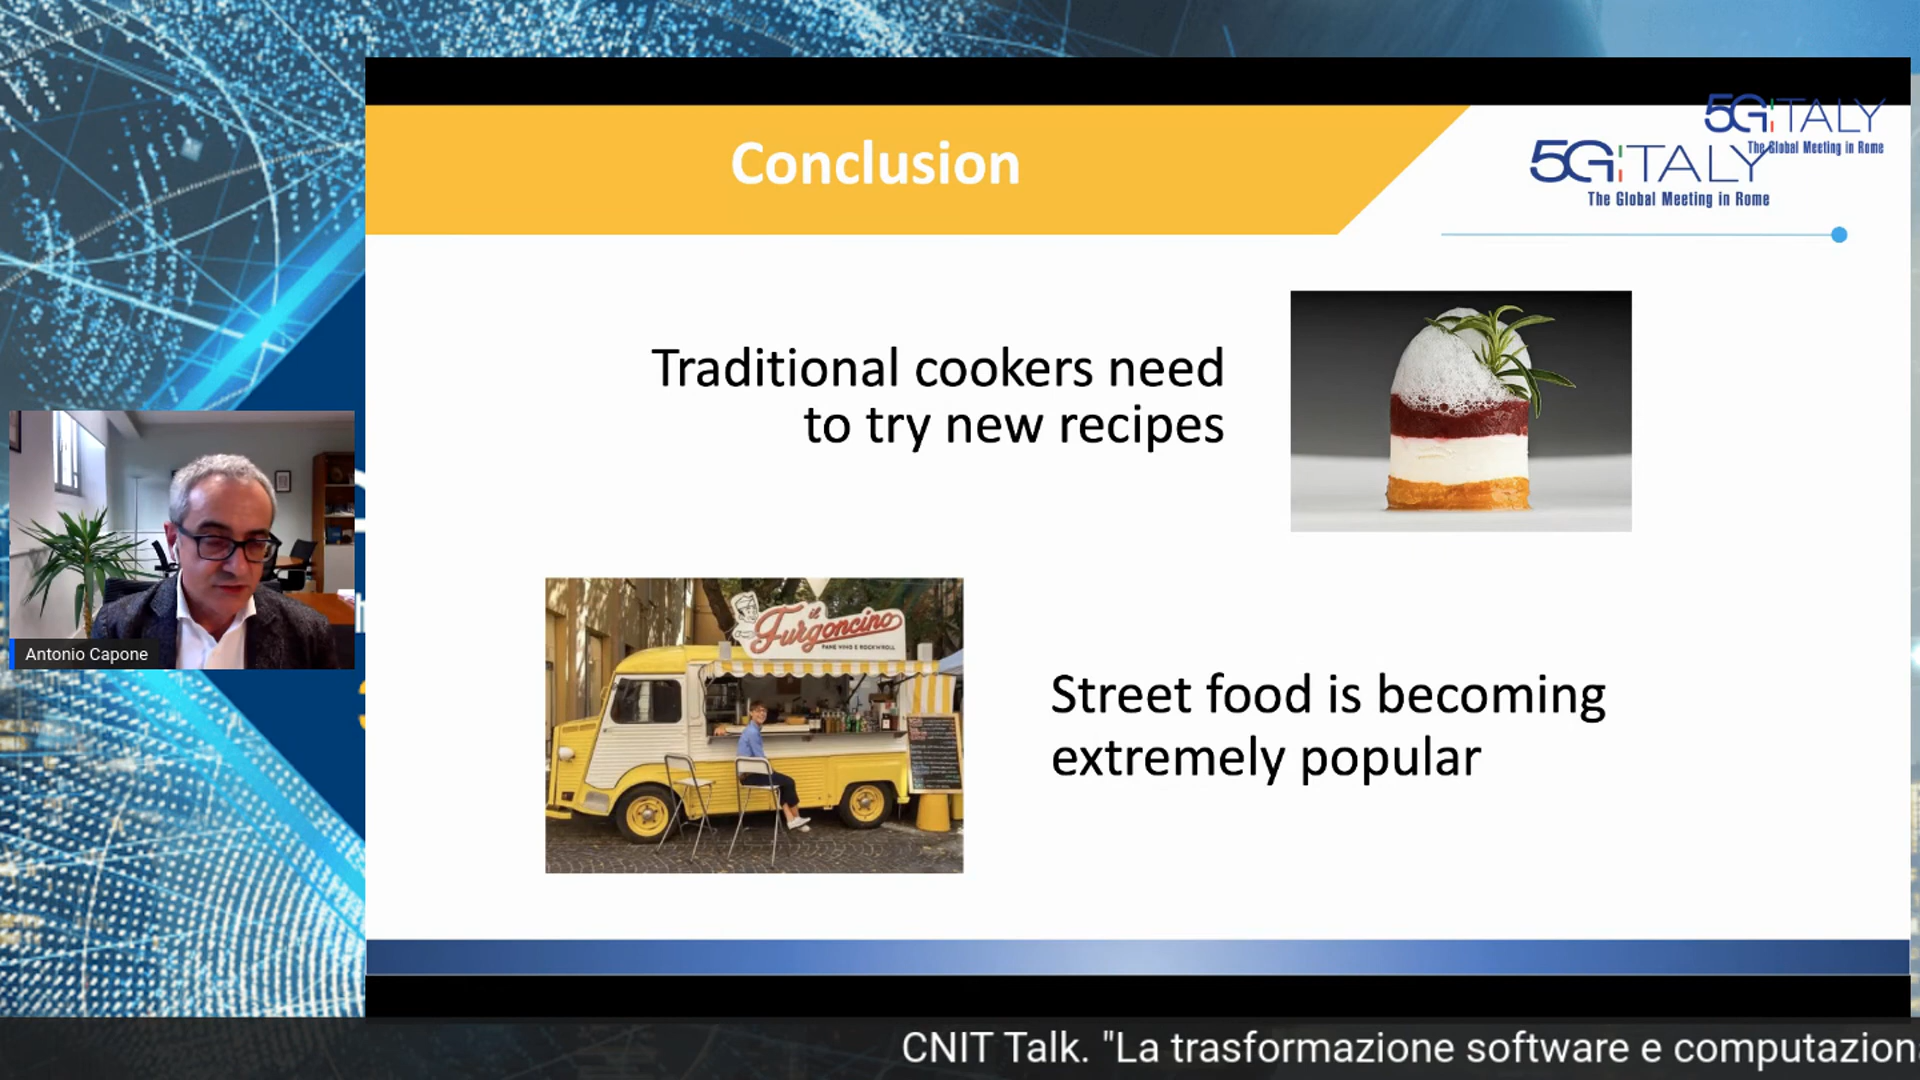 Conclusion
5G ITALY
The Global Meeting in Rome
5G ITALY
The Global Meeting in Rome
Traditional cookers need
to try new recipes
il
Furgoncino
FAME VINO E ROCK'N'ROLL
Street food is becoming
extremely popular
Antonio Capone
CNIT Talk. "La trasformazione software e computazion